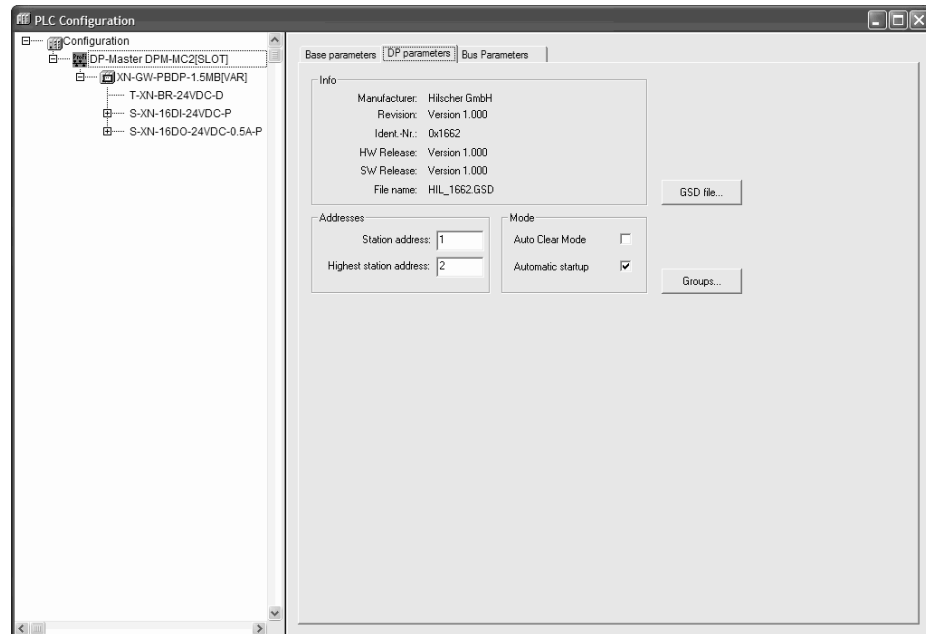 PLC Configuration
Configuration
DP-Master DPM-MC2[SLOT]
XN-GW-PBDP-1.5MB[VAR]
T-XN-BR-24VDC-D
S-XN-16DI-24VDC-P
S-XN-16DO-24VDC-0.5A-P
Base parameters DP parameters Bus Parameters
Info
Manufacturer: Hilscher GmbH
Revision: Version 1.000
Ident.-Nr.: 0x1662
HW Release: Version 1.000
SW Release: Version 1.000
File name: HIL_1662.GSD
GSD file...
Addresses
Station address: 1
Highest station address: 2
Mode
Auto Clear Mode
Automatic startup
Groups...